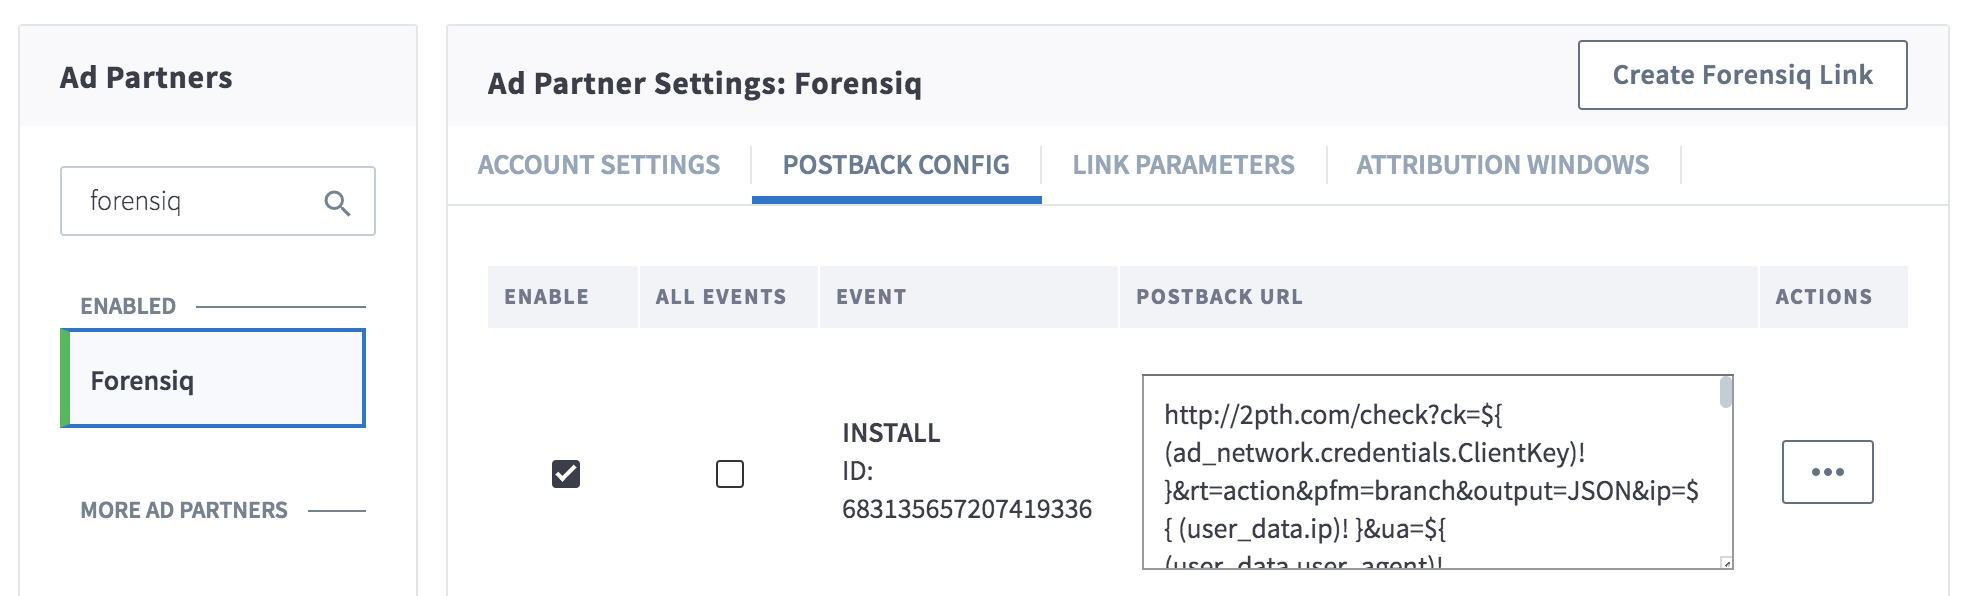 Ad Partners
forensiq
ENABLED
Forensiq
MORE AD PARTNERS
Ad Partner Settings: Forensiq
Create Forensiq Link
ACCOUNT SETTINGS
POSTBACK CONFIG
LINK PARAMETERS
ATTRIBUTION WINDOWS
ENABLE
ALL EVENTS
EVENT
POSTBACK URL
ACTIONS
INSTALL
ID:
683135657207419336
http://2pth.com/check?ck=${
(ad_network.credentials.ClientKey)!
}&rt=action&pfm=branch&output=JSON&ip=$
{ (user_data.ip)! }&ua=${
(user_data.user_agent)!